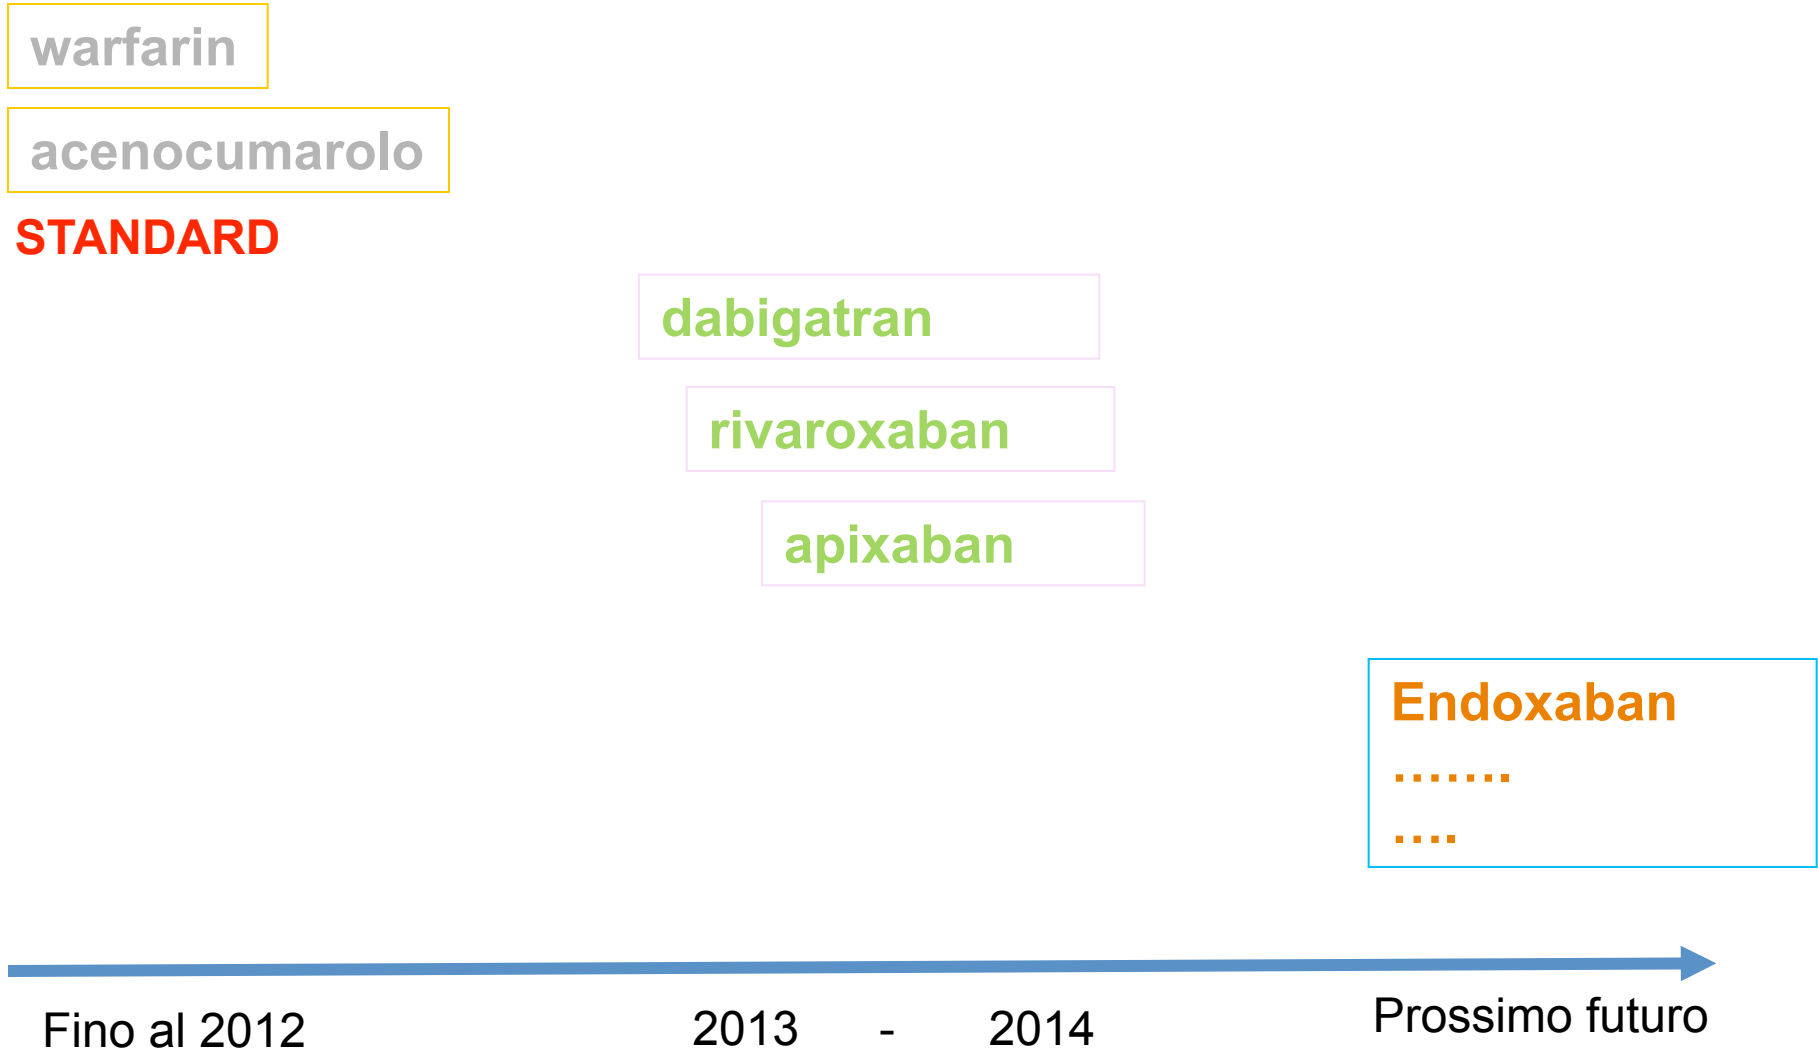 warfarin
acenocumarolo
STANDARD
dabigatran
rivaroxaban
apixaban
Endoxaban
…….
….
Fino al 2012
2013 - 2014
Prossimo futuro